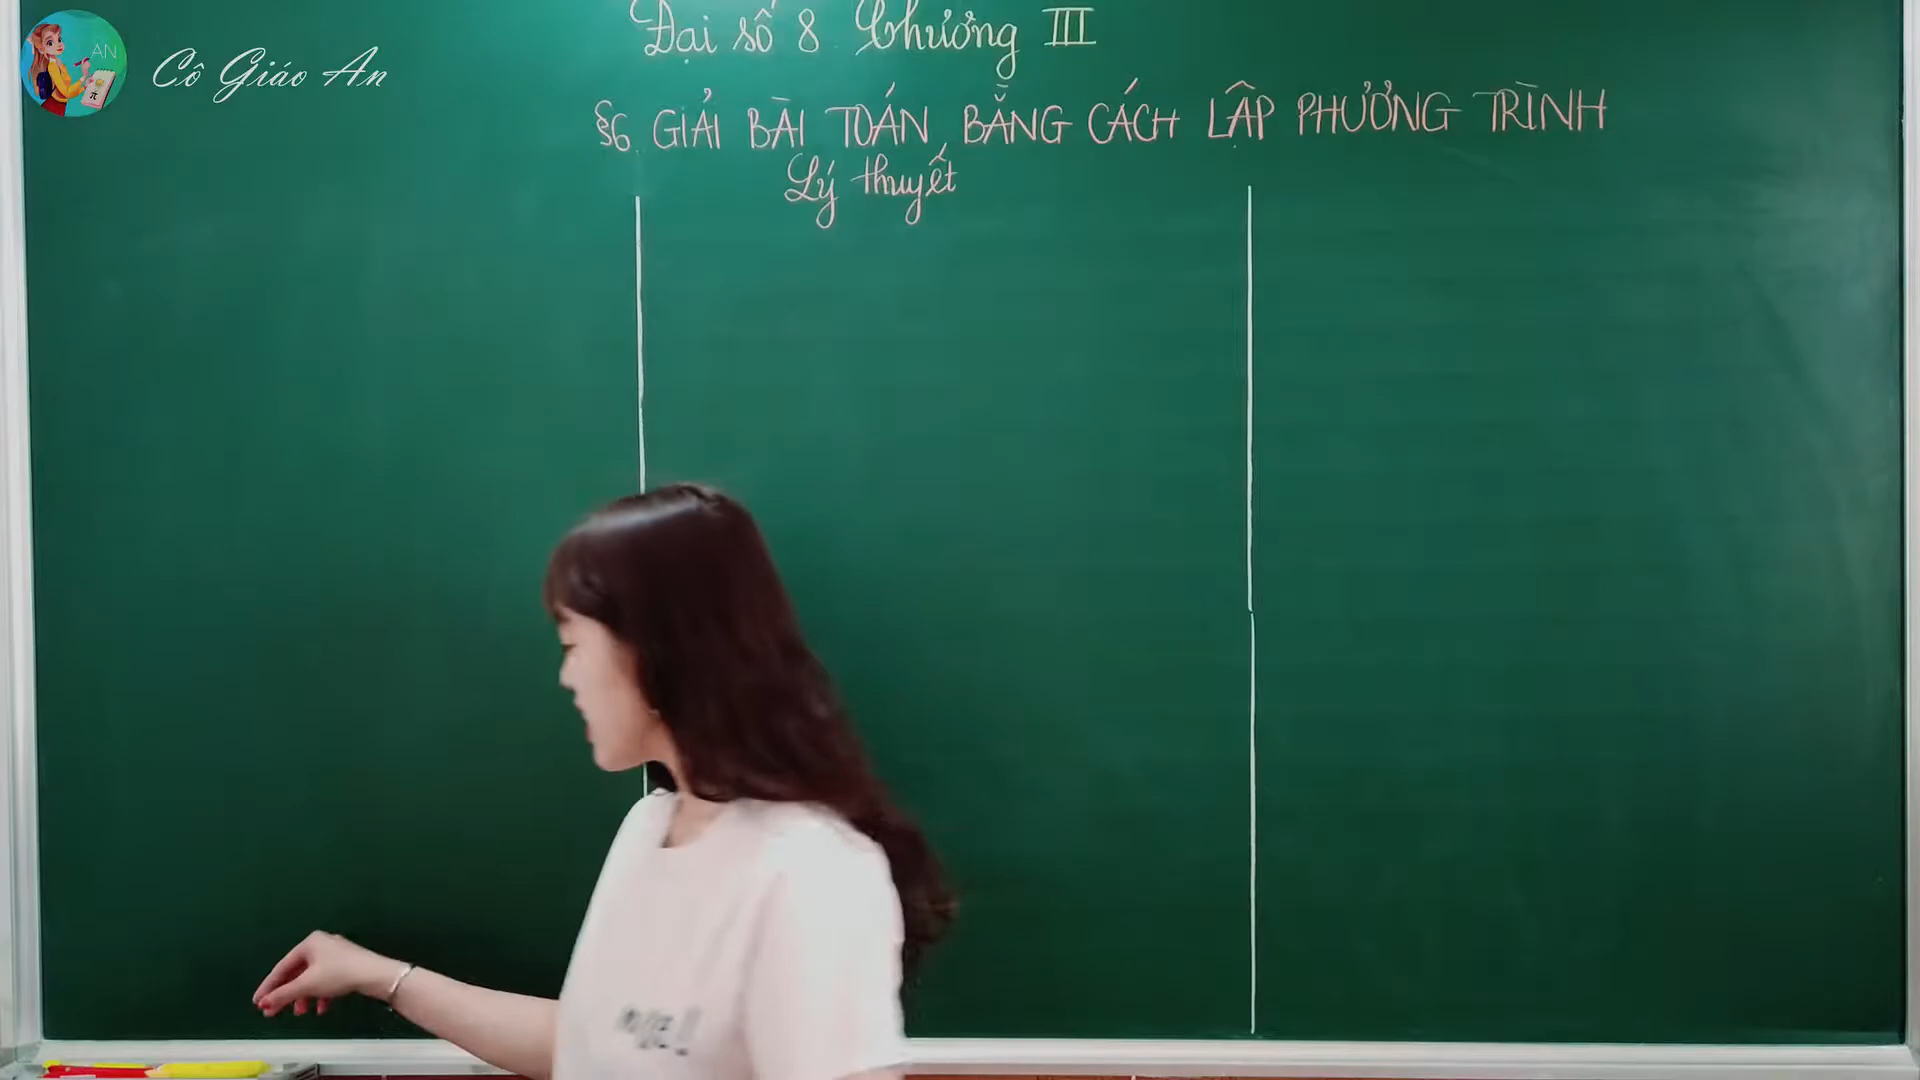 AN
Cô Giáo An
Đại số 8 Chương III
§6. GIẢI BÀI TOÁN BẰNG CÁCH LẬP PHƯƠNG TRÌNH
Lý thuyết